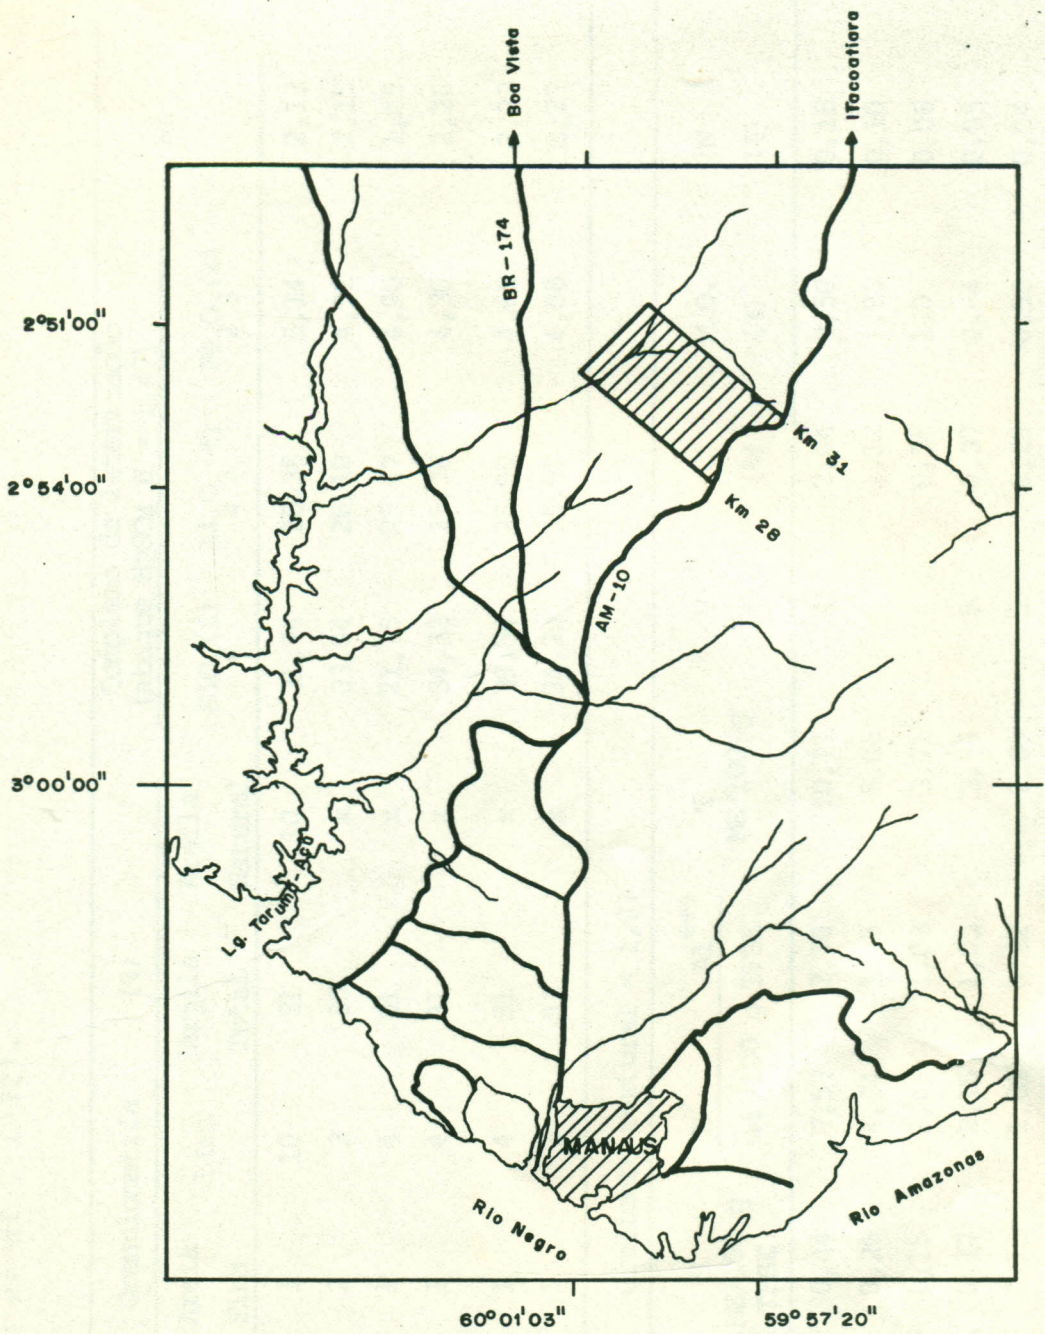 Boa Vista
ITacoatiara
BR-174
2°51'00"
Km 31
2°54'00"
Km 28
AM-10
3°00'00"
Lg. Tarumã-Açú
MANAUS
Rio Negro
Rio Amazonas
60°01'03"
59°57'20"